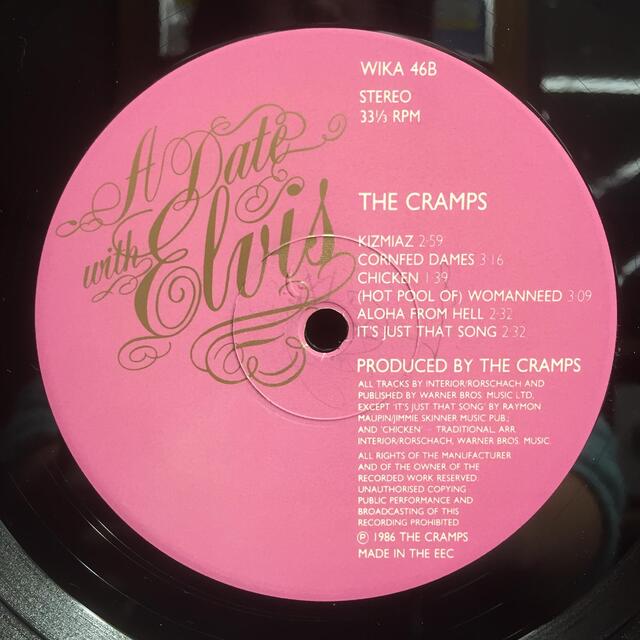 A Date
with Elvis
WIKA 46B
STEREO
33⅓ RPM
THE CRAMPS
KIZMIAZ 2:59
CORNFED DAMES 3:16
CHICKEN 1:39
(HOT POOL OF) WOMANNEED 3:09
ALOHA FROM HELL 2:32
IT'S JUST THAT SONG 2:32
PRODUCED BY THE CRAMPS
ALL TRACKS BY INTERIOR/RORSCHACH AND
PUBLISHED BY WARNER BROS. MUSIC LTD,
EXCEPT 'IT'S JUST THAT SONG' BY RAYMON
MAUPIN/JIMMIE SKINNER MUSIC PUB.;
AND 'CHICKEN' – TRADITIONAL, ARR.
INTERIOR/RORSCHACH, WARNER BROS. MUSIC.
ALL RIGHTS OF THE MANUFACTURER
AND OF THE OWNER OF THE
RECORDED WORK RESERVED.
UNAUTHORISED COPYING
PUBLIC PERFORMANCE AND
BROADCASTING OF THIS
RECORDING PROHIBITED
Ⓟ 1986 THE CRAMPS
MADE IN THE EEC